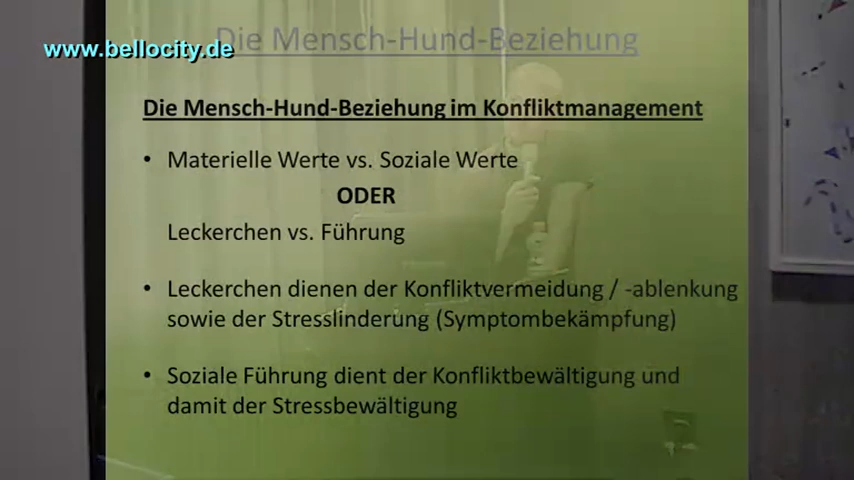 www.bellocity.de
Die Mensch-Hund-Beziehung
Die Mensch-Hund-Beziehung im Konfliktmanagement
• Materielle Werte vs. Soziale Werte
ODER
Leckerchen vs. Führung
• Leckerchen dienen der Konfliktvermeidung / -ablenkung
sowie der Stresslinderung (Symptombekämpfung)
• Soziale Führung dient der Konfliktbewältigung und
damit der Stressbewältigung